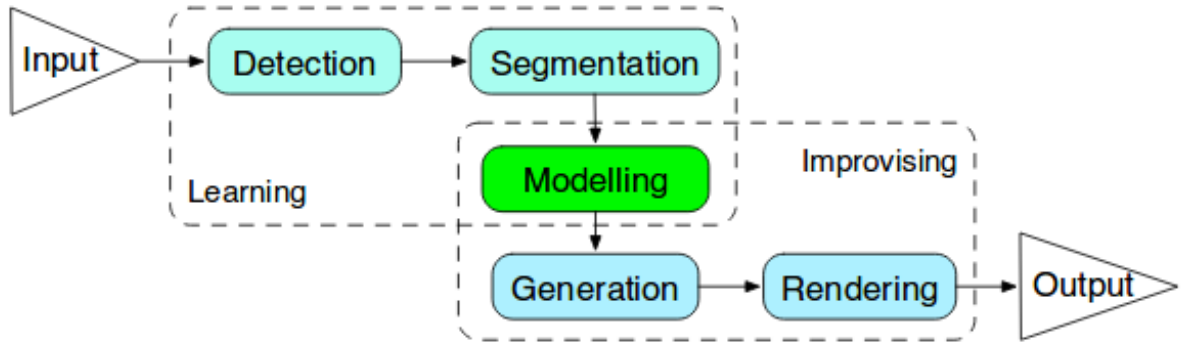 Input
Detection
Segmentation
Learning
Modelling
Improvising
Generation
Rendering
Output